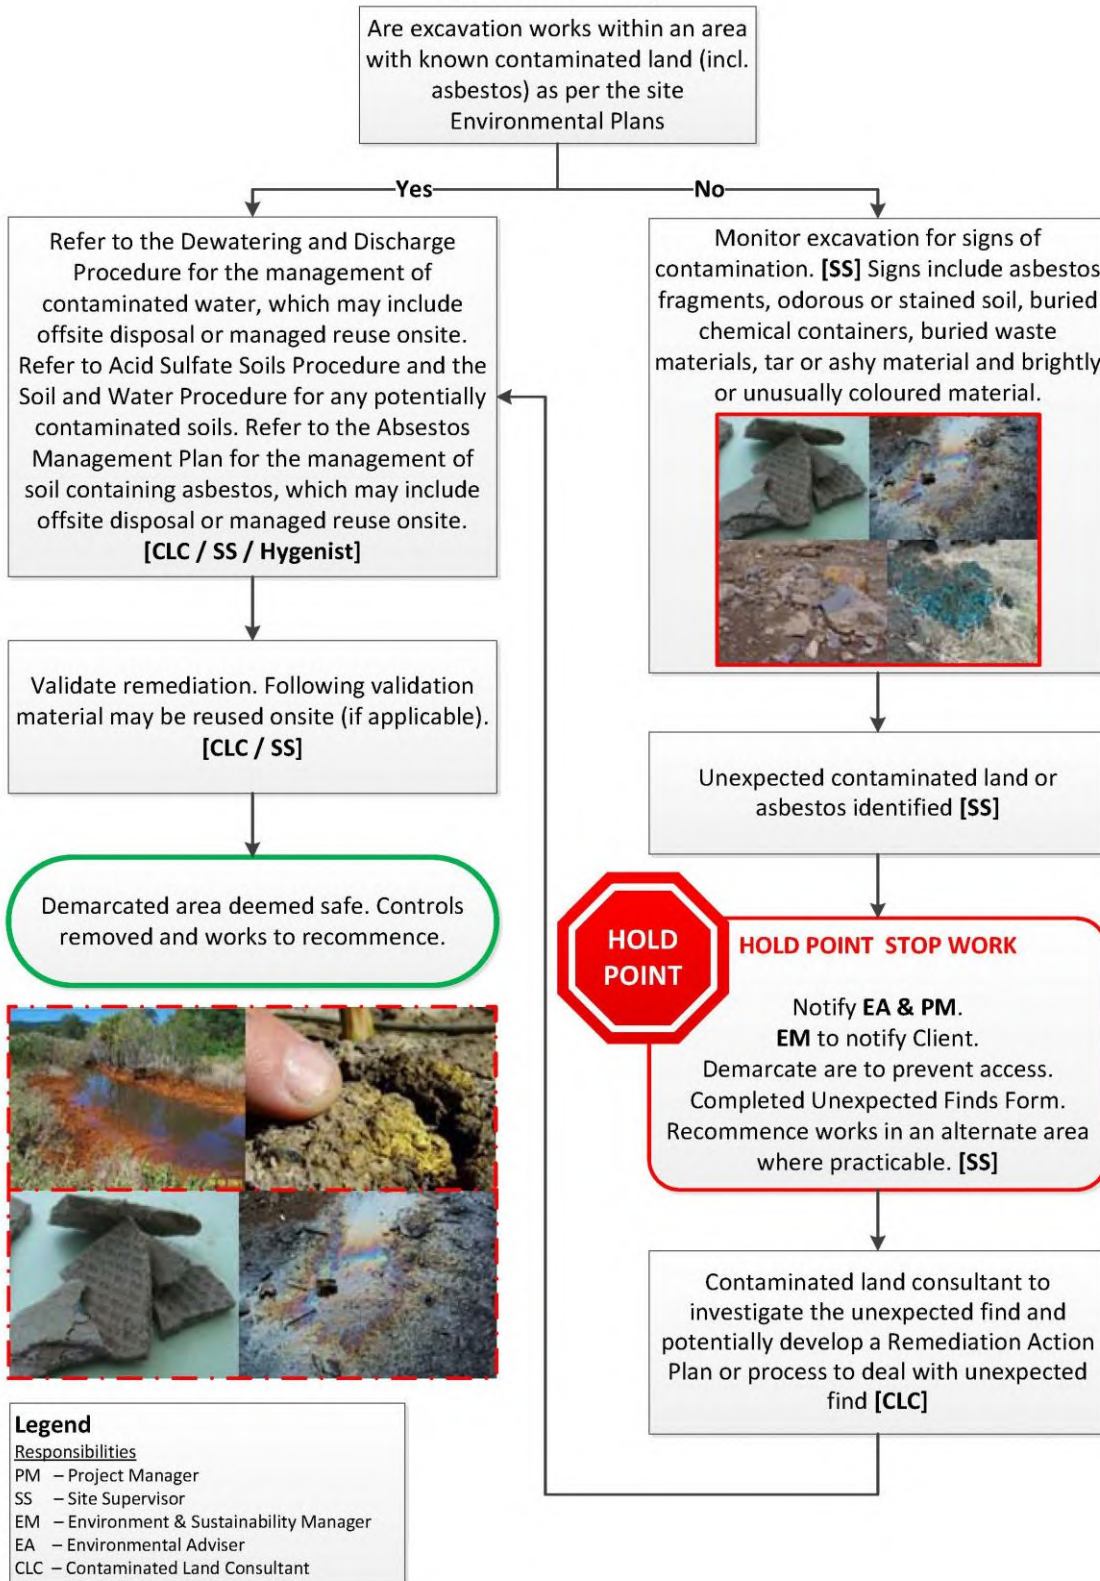 Are excavation works within an area
with known contaminated land (incl.
asbestos) as per the site
Environmental Plans
Yes
No
Refer to the Dewatering and Discharge
Procedure for the management of
contaminated water, which may include
offsite disposal or managed reuse onsite.
Refer to Acid Sulfate Soils Procedure and the
Soil and Water Procedure for any potentially
contaminated soils. Refer to the Absestos
Management Plan for the management of
soil containing asbestos, which may include
offsite disposal or managed reuse onsite.
[CLC / SS / Hygenist]
Validate remediation. Following validation
material may be reused onsite (if applicable).
[CLC / SS]
Demarcated area deemed safe. Controls
removed and works to recommence.
Monitor excavation for signs of
contamination. [SS] Signs include asbestos
fragments, odorous or stained soil, buried
chemical containers, buried waste
materials, tar or ashy material and brightly
or unusually coloured material.
Unexpected contaminated land or
asbestos identified [SS]
HOLD
POINT
HOLD POINT STOP WORK
Notify EA & PM.
EM to notify Client.
Demarcate are to prevent access.
Completed Unexpected Finds Form.
Recommence works in an alternate area
where practicable. [SS]
Contaminated land consultant to
investigate the unexpected find and
potentially develop a Remediation Action
Plan or process to deal with unexpected
find [CLC]
Legend
Responsibilities
PM – Project Manager
SS – Site Supervisor
EM – Environment & Sustainability Manager
EA – Environmental Adviser
CLC – Contaminated Land Consultant